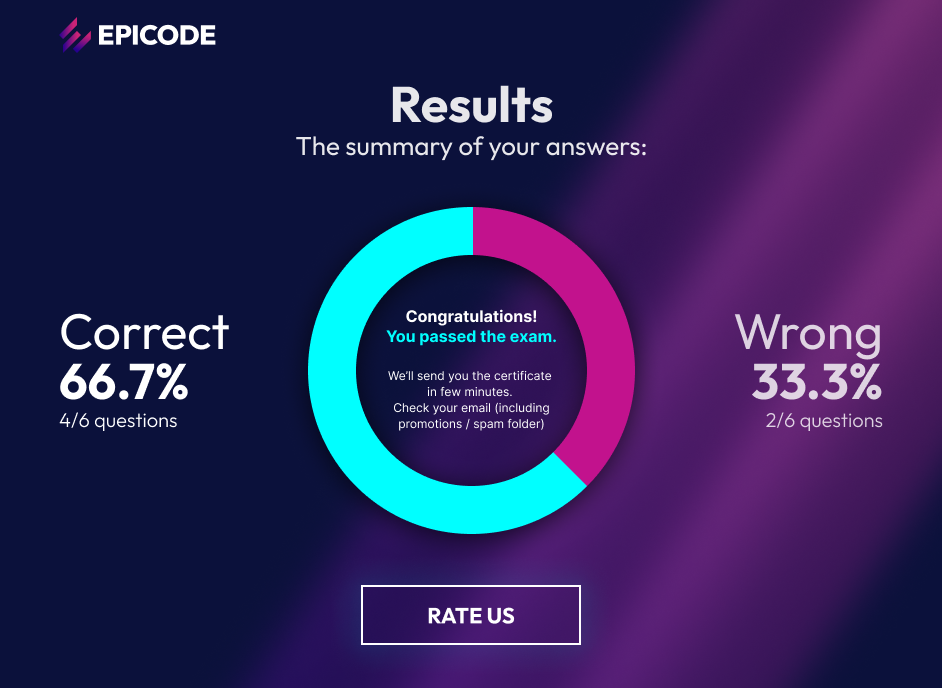 EPICODE
Results
The summary of your answers:
Correct
66.7%
4/6 questions
Congratulations!
You passed the exam.
We’ll send you the certificate
in few minutes.
Check your email (including
promotions / spam folder)
Wrong
33.3%
2/6 questions
RATE US